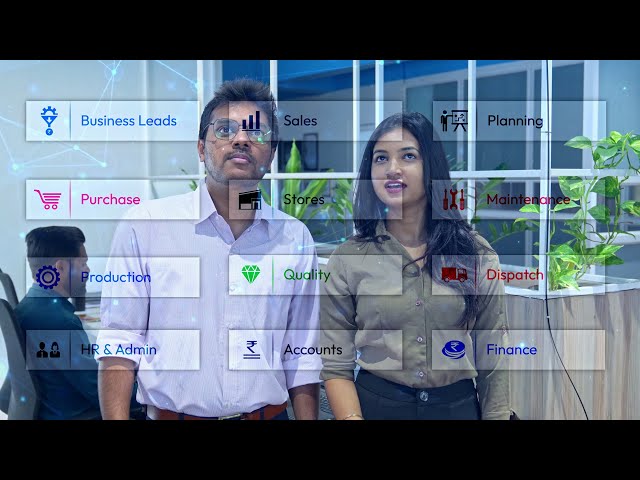 Business Leads
Sales
Planning
Purchase
Stores
Maintenance
Production
Quality
Dispatch
HR & Admin
Accounts
Finance